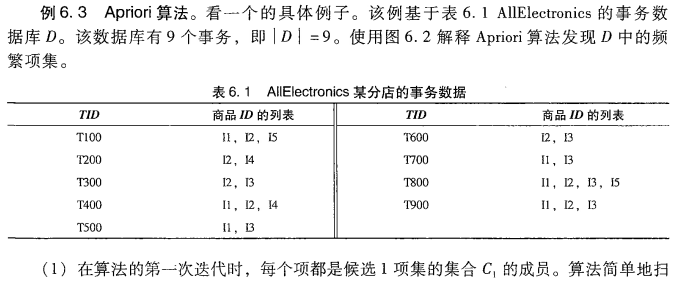 例 6.3 Apriori 算法。看一个的具体例子。该例基于表 6.1 AllElectronics 的事务数
据库 D。该数据库有 9 个事务，即|D| =9。使用图 6.2 解释 Apriori 算法发现 D 中的频
繁项集。
表 6.1 AllElectronics 某分店的事务数据
TID 商品 ID 的列表 TID 商品 ID 的列表
T100 I1，I2，I5 T600 I2，I3
T200 I2，I4 T700 I1，I3
T300 I2，I3 T800 I1，I2，I3，I5
T400 I1，I2，I4 T900 I1，I2，I3
T500 I1，I3
（1）在算法的第一次迭代时，每个项都是候选 1 项集的集合 C₁ 的成员。算法简单地扫